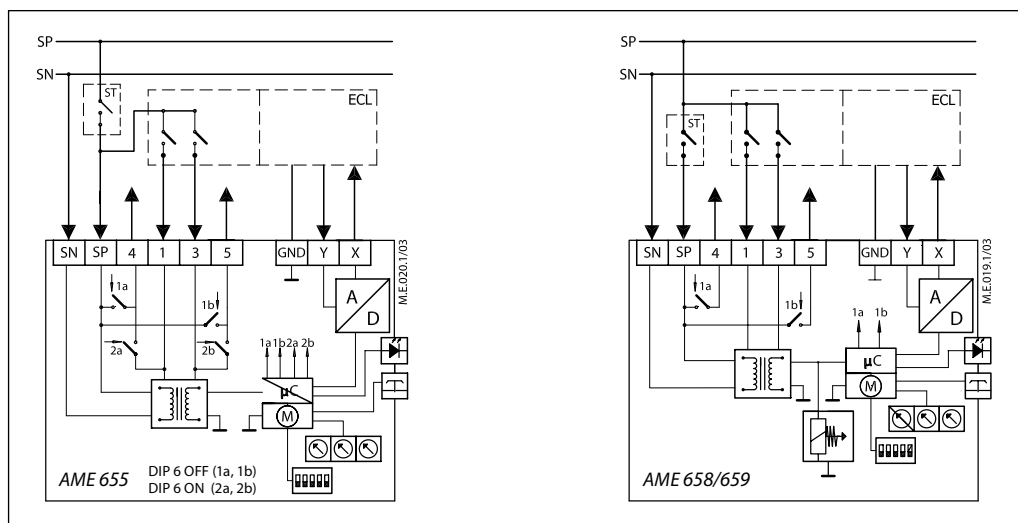 SP
SN
ST
ECL
SN SP 4 1 3 5 GND Y X
1a
1b
2a 2b
A
D
1a 1b 2a 2b
µC
M
AME 655
DIP 6 OFF (1a, 1b)
DIP 6 ON (2a, 2b)
M.E.020.1/03
SP
SN
ST
ECL
SN SP 4 1 3 5 GND Y X
1a
1b
A
D
1a 1b
µC
M
AME 658/659
M.E.019.1/03